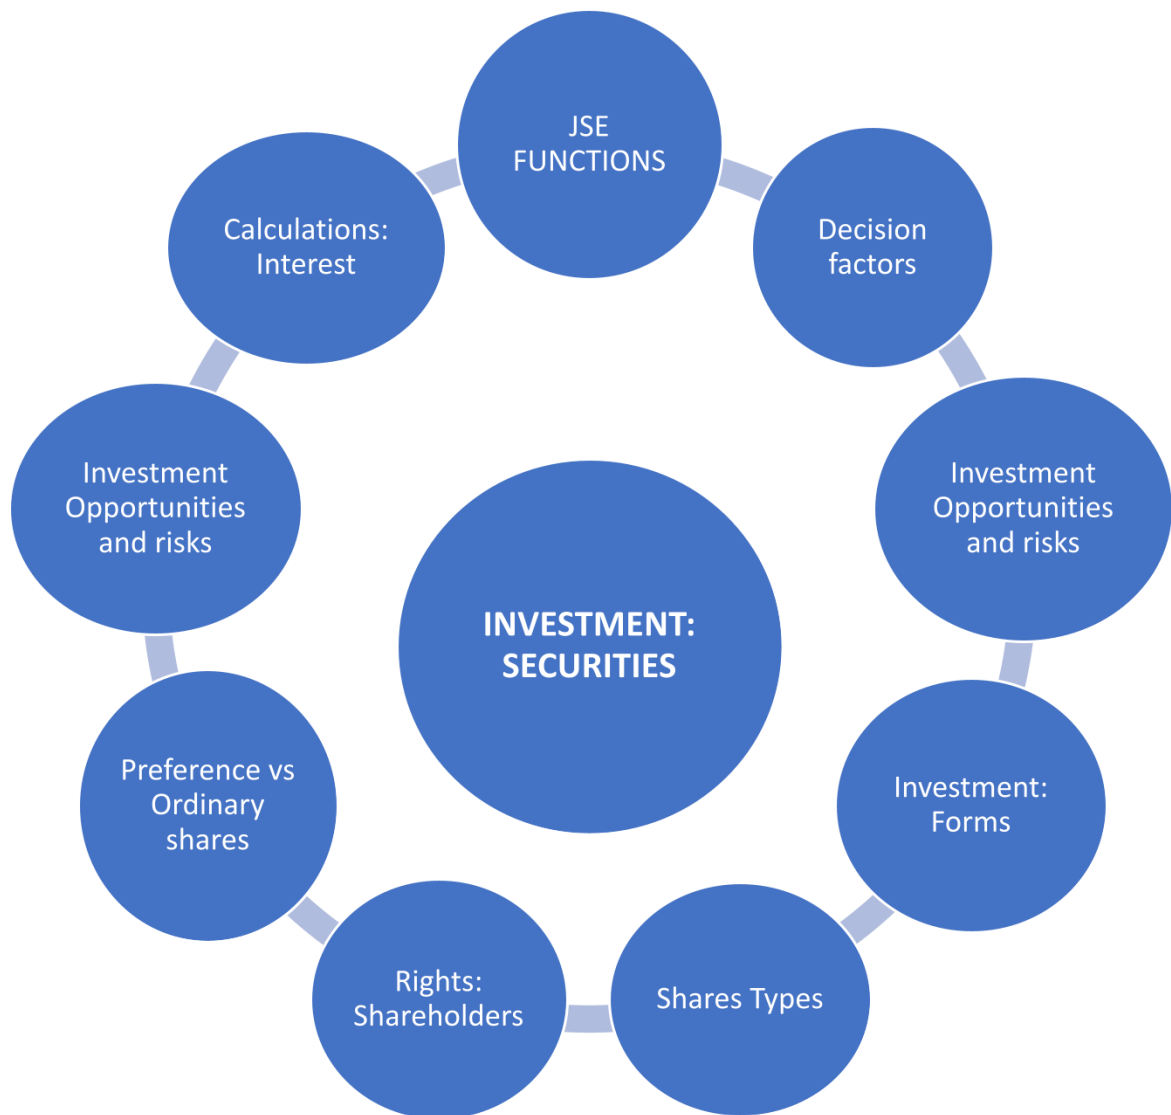 JSE
FUNCTIONS
Decision
factors
Investment
Opportunities
and risks
Investment:
Forms
Shares Types
Rights:
Shareholders
Preference vs
Ordinary
shares
Investment
Opportunities
and risks
Calculations:
Interest
INVESTMENT:
SECURITIES